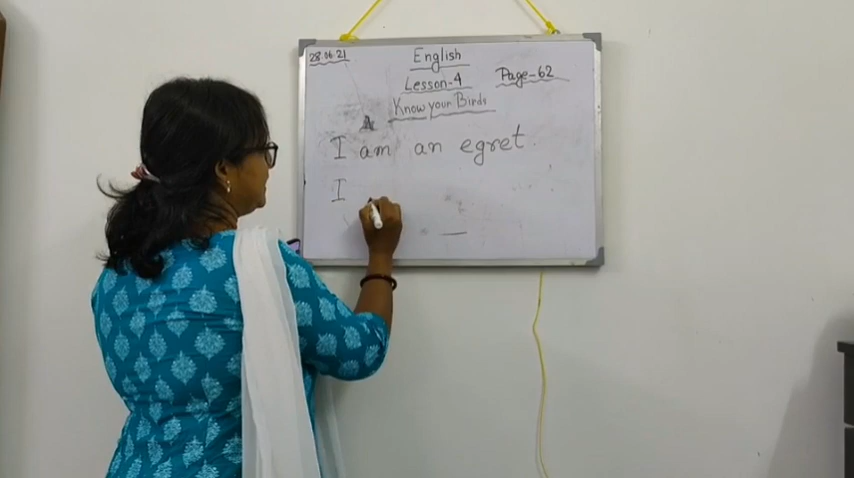 28.06.21
English
Lesson-4
Page-62
Know your Birds
I am an egret.
I